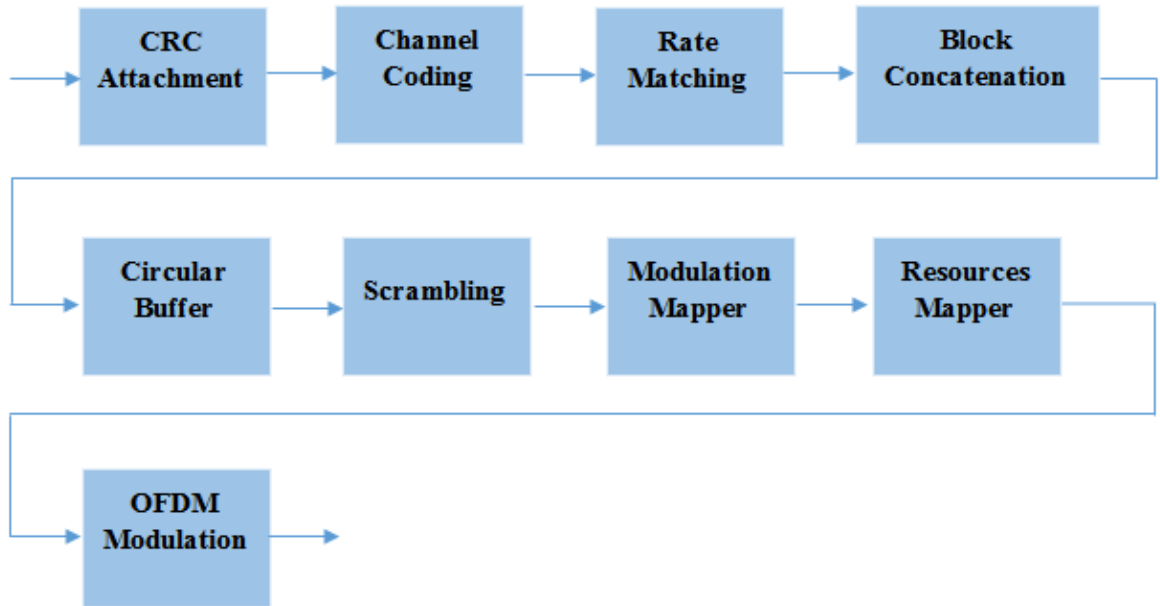 CRC
Attachment
Channel
Coding
Rate
Matching
Block
Concatenation
Circular
Buffer
Scrambling
Modulation
Mapper
Resources
Mapper
OFDM
Modulation